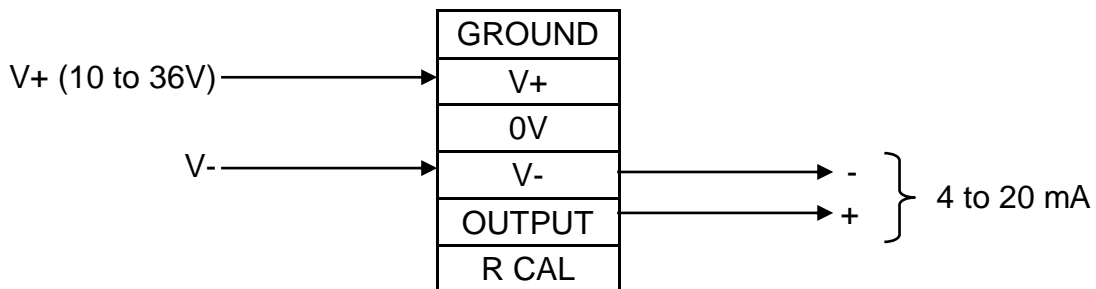 GROUND
V+ (10 to 36V)
V+
0V
V-
V-
-
4 to 20 mA
OUTPUT
+
R CAL